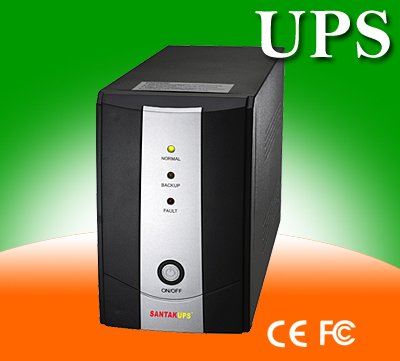 UPS
NORMAL
BACKUP
FAULT
ON/OFF
SANTAKUPS
CE FC